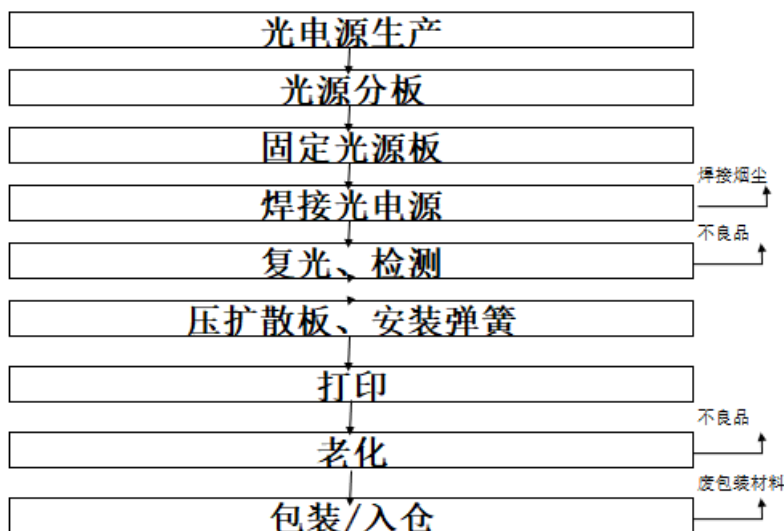 光电源生产
光源分板
固定光源板
焊接烟尘
焊接光电源
不良品
复光、检测
压扩散板、安装弹簧
打印
不良品
老化
废包装材料
包装/入仓